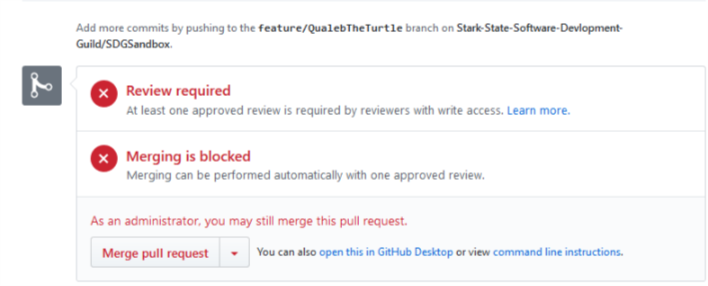 Add more commits by pushing to the feature/QualebTheTurtle branch on Stark-State-Software-Devlopment-
Guild/SDGSandbox.
Review required
At least one approved review is required by reviewers with write access. Learn more.
Merging is blocked
Merging can be performed automatically with one approved review.
As an administrator, you may still merge this pull request.
Merge pull request You can also open this in GitHub Desktop or view command line instructions.